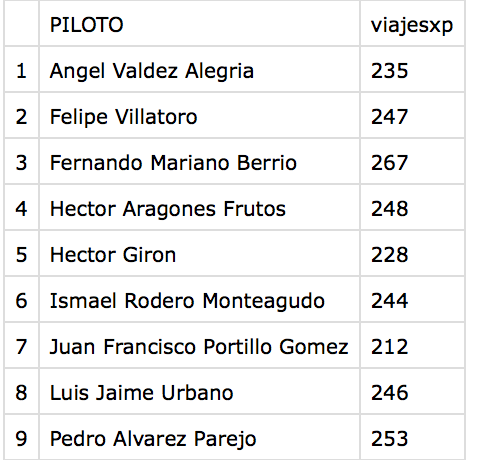 PILOTO viajesxp
1 Angel Valdez Alegria 235
2 Felipe Villatoro 247
3 Fernando Mariano Berrio 267
4 Hector Aragones Frutos 248
5 Hector Giron 228
6 Ismael Rodero Monteagudo 244
7 Juan Francisco Portillo Gomez 212
8 Luis Jaime Urbano 246
9 Pedro Alvarez Parejo 253